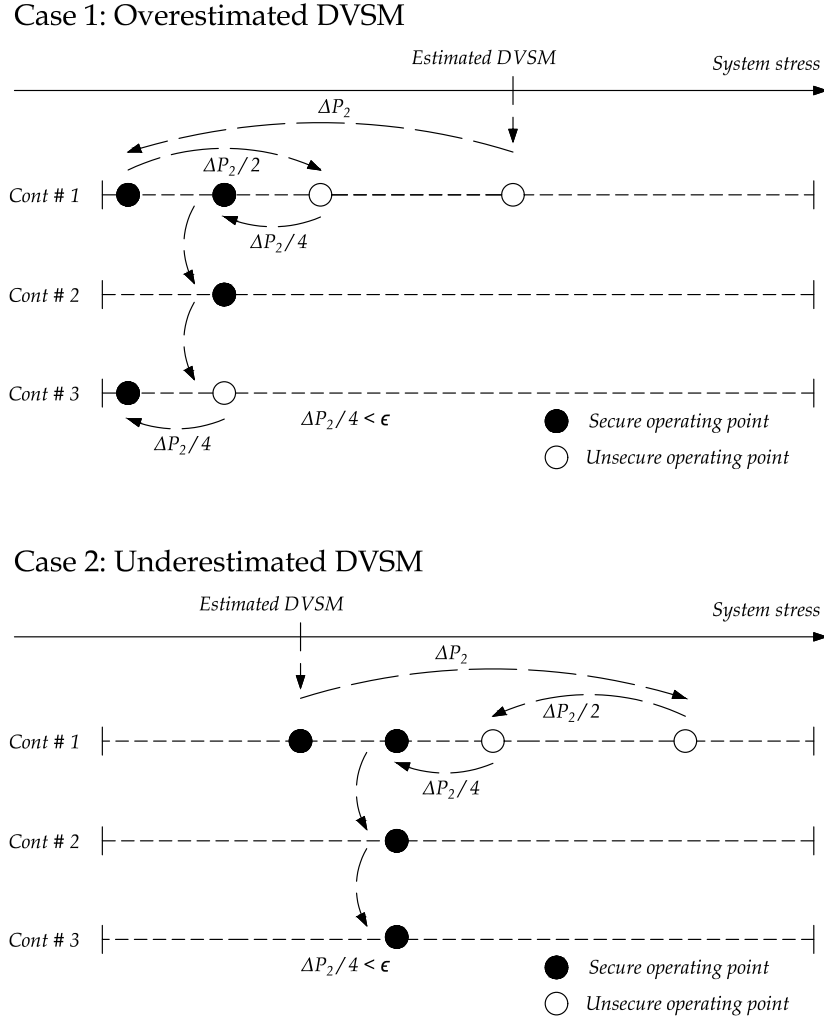 Case 1: Overestimated DVSM
Estimated DVSM
System stress
ΔP₂
ΔP₂/2
Cont # 1
ΔP₂/4
Cont # 2
Cont # 3
ΔP₂/4
ΔP₂/4 < ϵ
Secure operating point
Unsecure operating point
Case 2: Underestimated DVSM
Estimated DVSM
System stress
ΔP₂
ΔP₂/2
Cont # 1
ΔP₂/4
Cont # 2
Cont # 3
ΔP₂/4 < ϵ
Secure operating point
Unsecure operating point